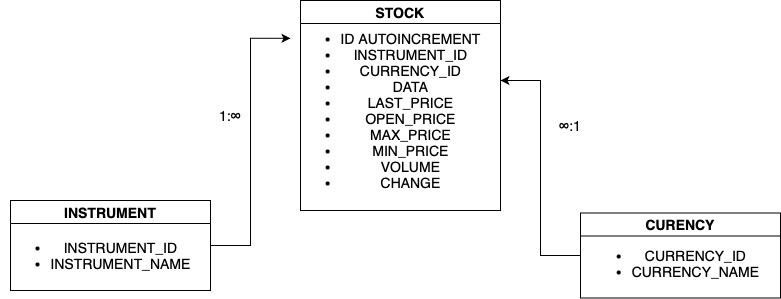 STOCK
• ID AUTOINCREMENT
• INSTRUMENT_ID
• CURRENCY_ID
• DATA
• LAST_PRICE
• OPEN_PRICE
• MAX_PRICE
• MIN_PRICE
• VOLUME
• CHANGE
1:∞
∞:1
INSTRUMENT
• INSTRUMENT_ID
• INSTRUMENT_NAME
CURENCY
• CURRENCY_ID
• CURRENCY_NAME